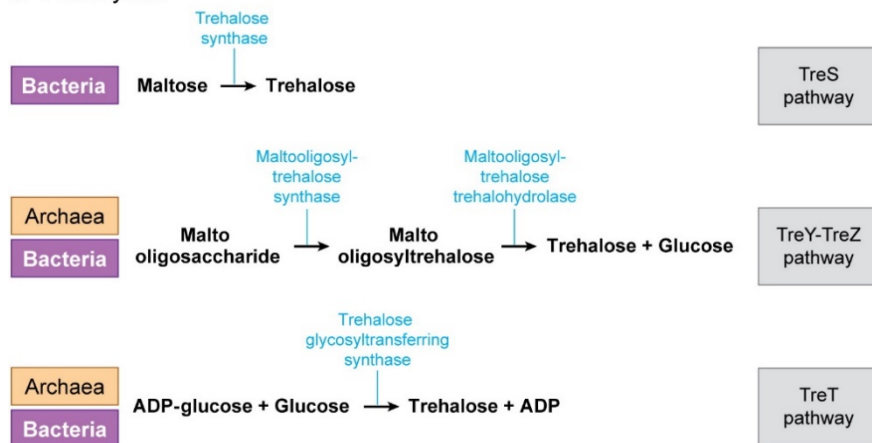 Trehalose
synthase
Bacteria
Maltose
Trehalose
TreS
pathway
Maltooligosyl-
trehalose
synthase
Maltooligosyl-
trehalose
trehalohydrolase
Archaea
Bacteria
Malto
oligosaccharide
Malto
oligosyltrehalose
Trehalose + Glucose
TreY-TreZ
pathway
Trehalose
glycosyltransferring
synthase
Archaea
Bacteria
ADP-glucose + Glucose
Trehalose + ADP
TreT
pathway